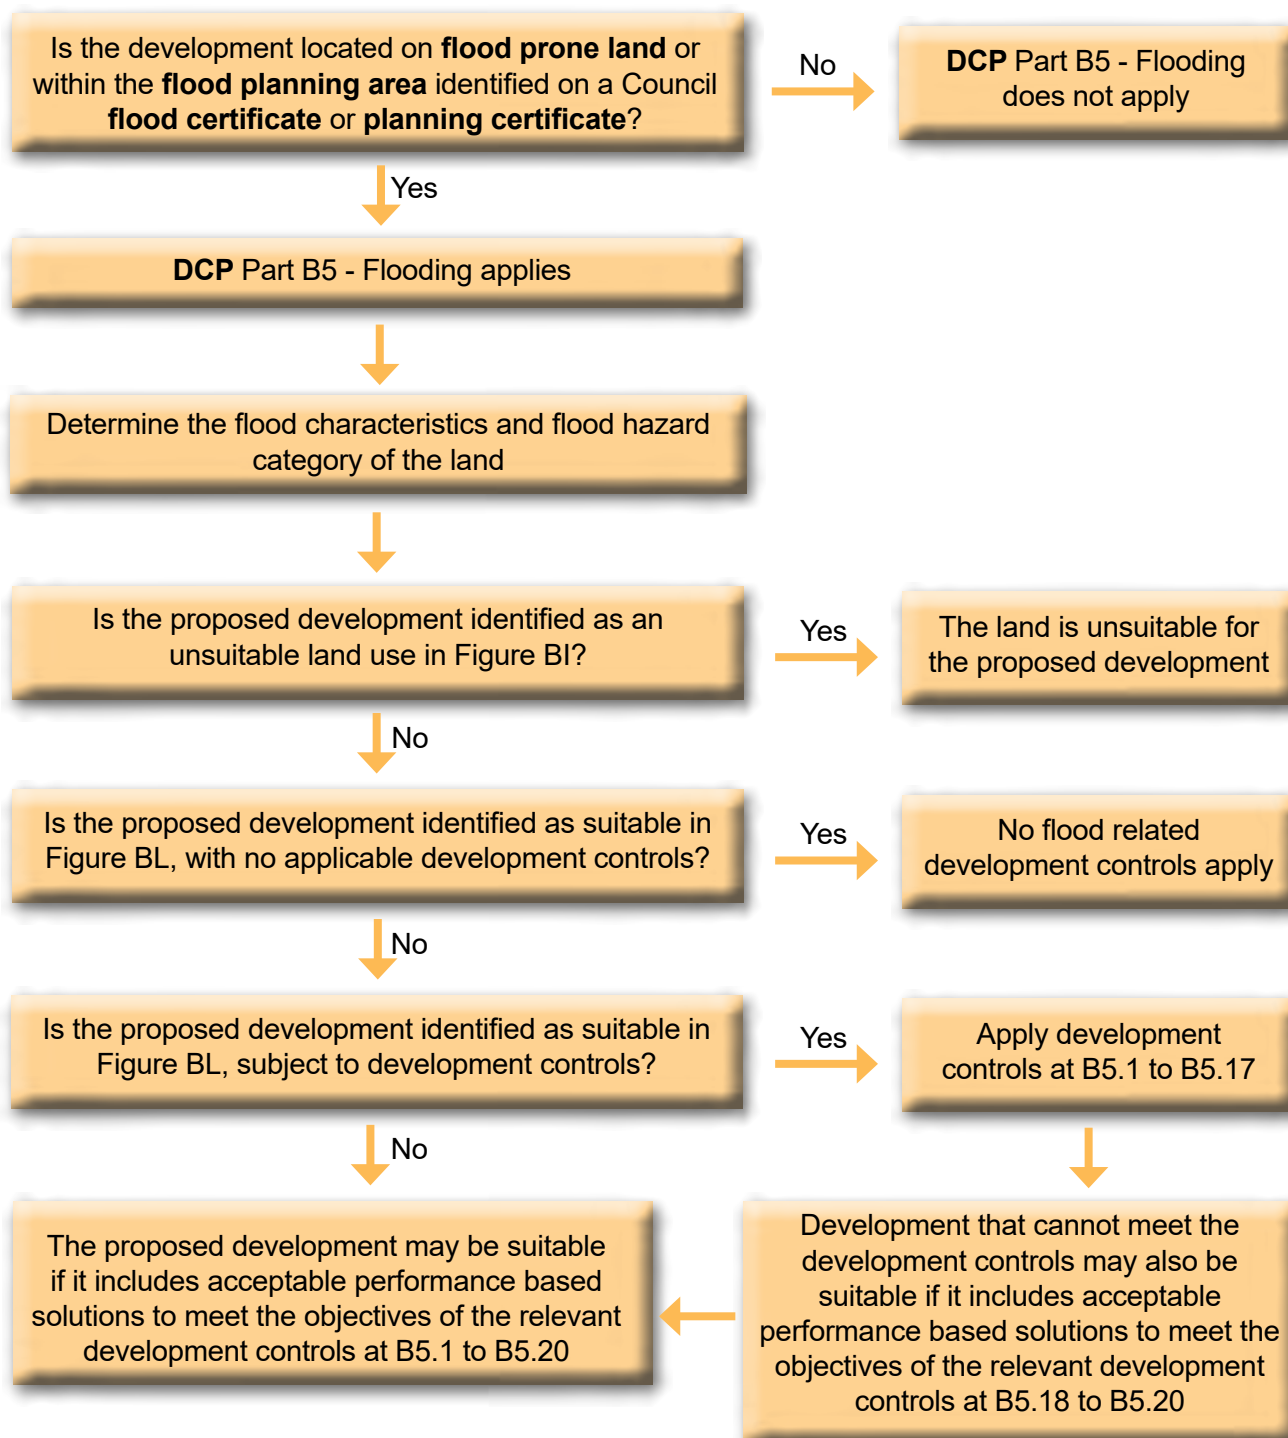 Is the development located on flood prone land or
within the flood planning area identified on a Council
flood certificate or planning certificate?
No
DCP Part B5 - Flooding
does not apply
Yes
DCP Part B5 - Flooding applies
Determine the flood characteristics and flood hazard
category of the land
Is the proposed development identified as an
unsuitable land use in Figure BI?
Yes
The land is unsuitable for
the proposed development
No
Is the proposed development identified as suitable in
Figure BL, with no applicable development controls?
Yes
No flood related
development controls apply
No
Is the proposed development identified as suitable in
Figure BL, subject to development controls?
Yes
Apply development
controls at B5.1 to B5.17
No
The proposed development may be suitable
if it includes acceptable performance based
solutions to meet the objectives of the relevant
development controls at B5.1 to B5.20
Development that cannot meet the
development controls may also be
suitable if it includes acceptable
performance based solutions to meet the
objectives of the relevant development
controls at B5.18 to B5.20